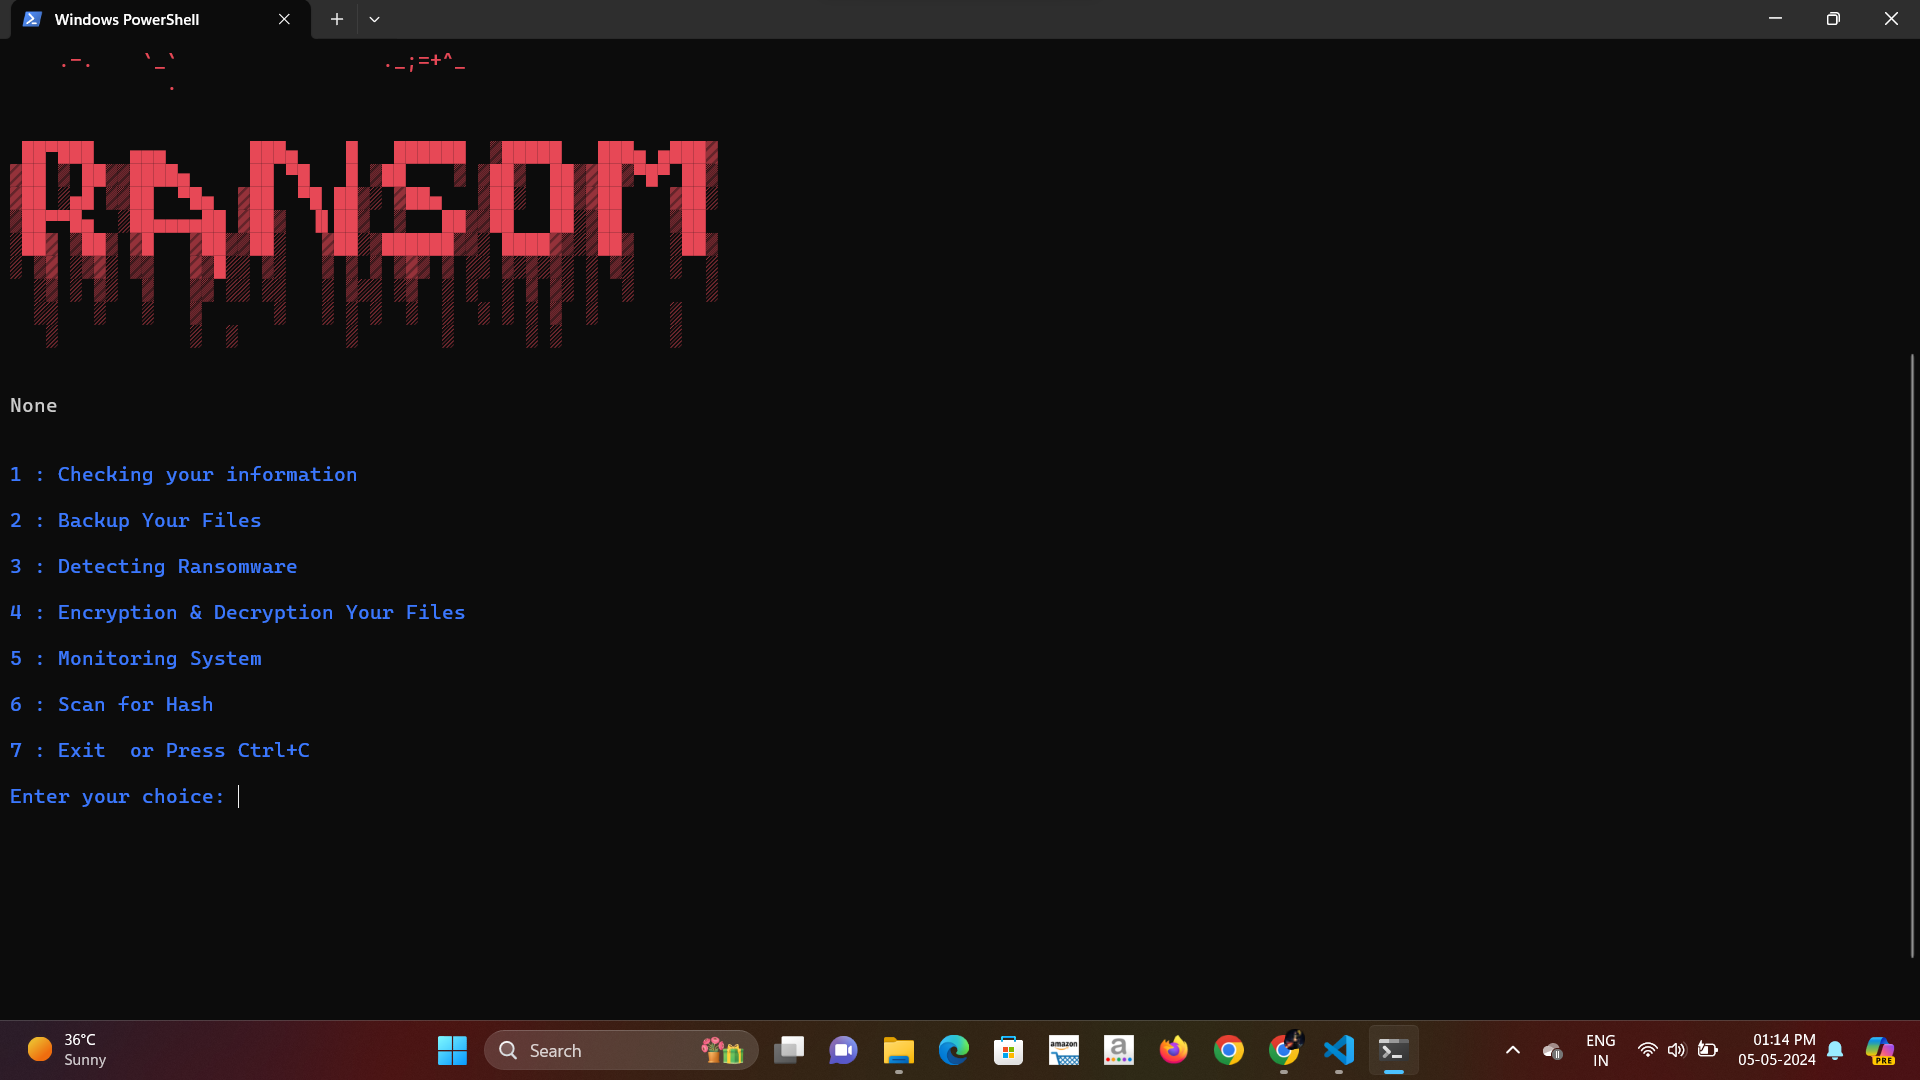 Windows PowerShell
.-. `_` ._;=+^_
.
RANSOM
None
1 : Checking your information
2 : Backup Your Files
3 : Detecting Ransomware
4 : Encryption & Decryption Your Files
5 : Monitoring System
6 : Scan for Hash
7 : Exit  or Press Ctrl+C
Enter your choice:
36°C
Sunny
Search
amazon
a
ENG
IN
01:14 PM
05-05-2024
PRE